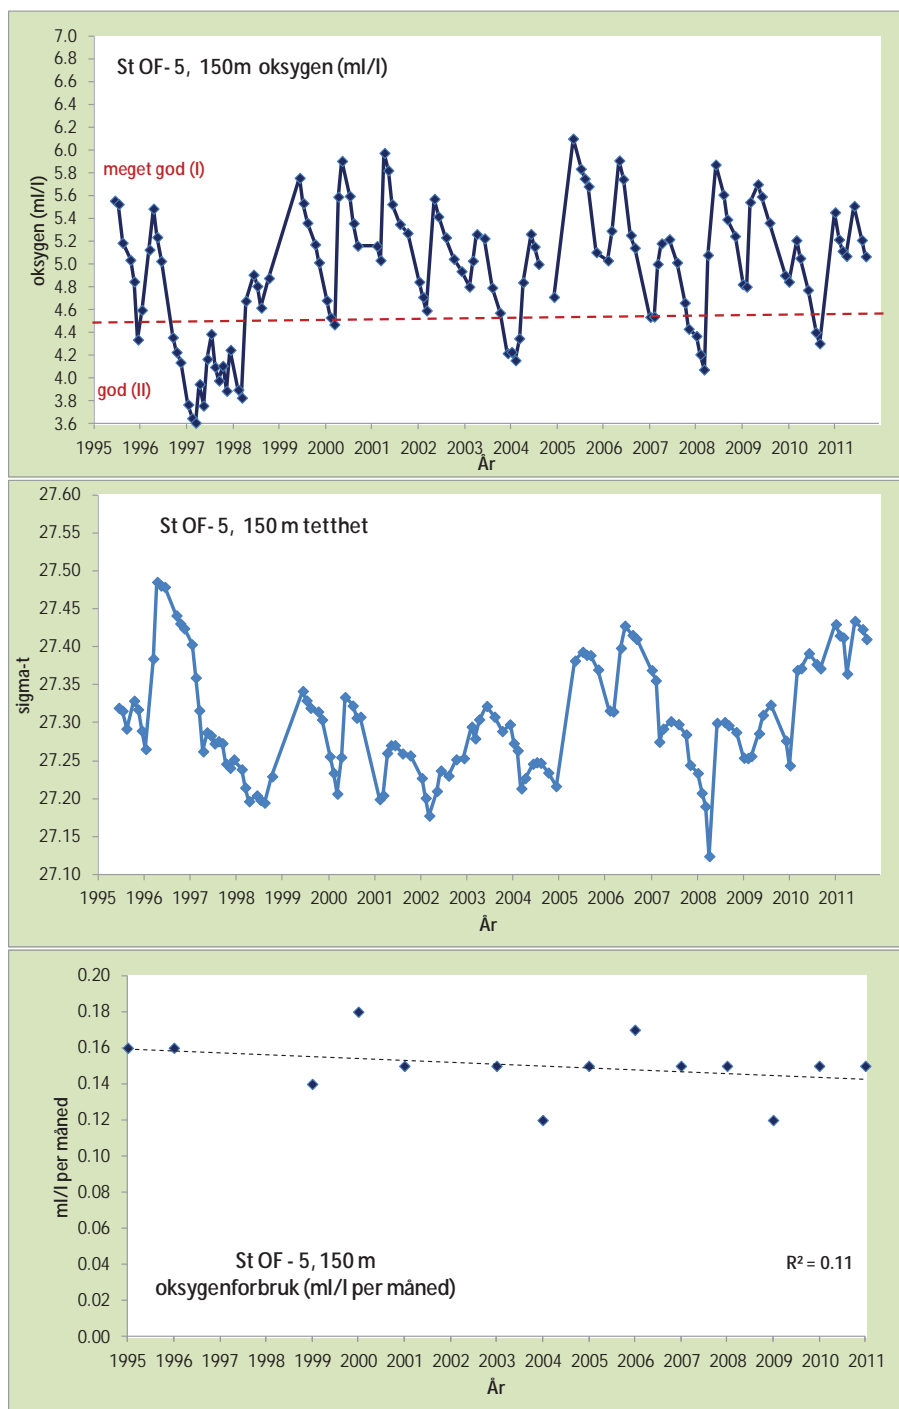 St OF- 5, 150m oksygen (ml/l)
7.0
6.8
6.6
6.4
6.2
6.0
5.8
5.6
5.4
5.2
5.0
4.8
4.6
4.4
4.2
4.0
3.8
3.6
oksygen (ml/l)
meget god (I)
god (II)
1995 1996 1997 1998 1999 2000 2001 2002 2003 2004 2005 2006 2007 2008 2009 2010 2011
År
St OF- 5, 150 m tetthet
27.60
27.55
27.50
27.45
27.40
27.35
27.30
27.25
27.20
27.15
27.10
sigma-t
1995 1996 1997 1998 1999 2000 2001 2002 2003 2004 2005 2006 2007 2008 2009 2010 2011
År
0.20
0.18
0.16
0.14
0.12
0.10
0.08
0.06
0.04
0.02
0.00
ml/l per måned
St OF - 5, 150 m
oksygenforbruk (ml/l per måned)
R² = 0.11
1995 1996 1997 1998 1999 2000 2001 2002 2003 2004 2005 2006 2007 2008 2009 2010 2011
År